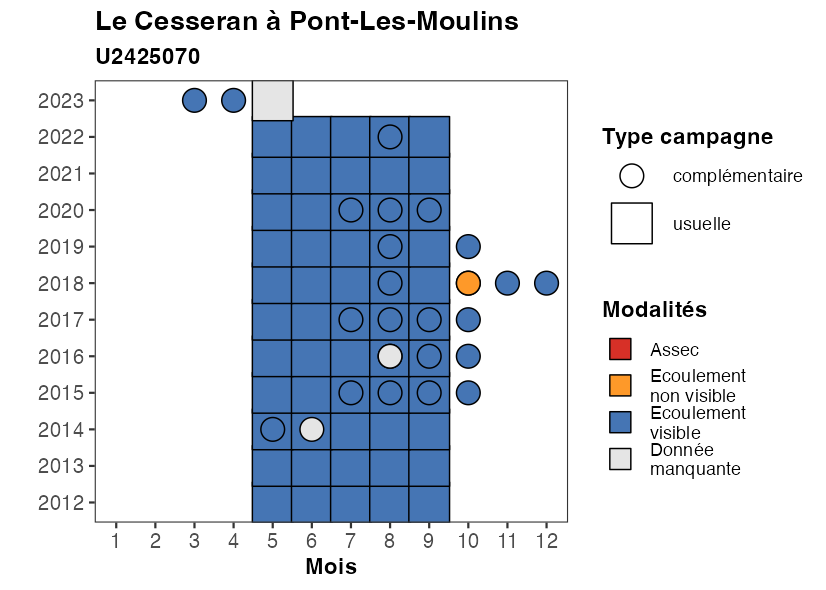 Le Cesseran à Pont-Les-Moulins
U2425070
2023
2022
2021
2020
2019
2018
2017
2016
2015
2014
2013
2012
1 2 3 4 5 6 7 8 9 10 11 12
Mois
Type campagne
complémentaire
usuelle
Modalités
Assec
Ecoulement
non visible
Ecoulement
visible
Donnée
manquante